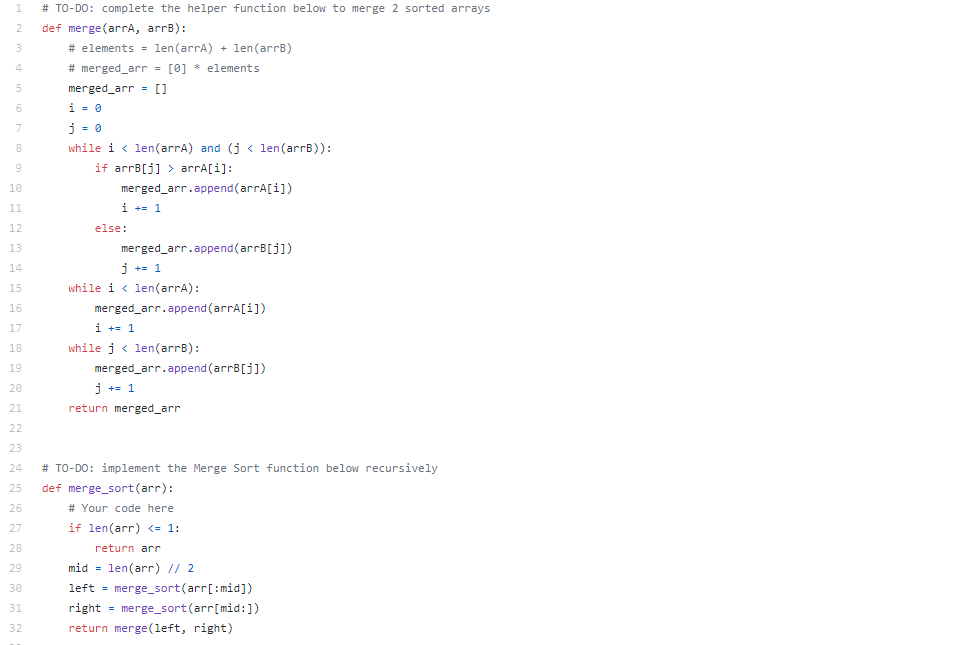 1 # TO-DO: complete the helper function below to merge 2 sorted arrays
2 def merge(arrA, arrB):
3     # elements = len(arrA) + len(arrB)
4     # merged_arr = [0] * elements
5     merged_arr = []
6     i = 0
7     j = 0
8     while i < len(arrA) and (j < len(arrB)):
9         if arrB[j] > arrA[i]:
10             merged_arr.append(arrA[i])
11             i += 1
12         else:
13             merged_arr.append(arrB[j])
14             j += 1
15     while i < len(arrA):
16         merged_arr.append(arrA[i])
17         i += 1
18     while j < len(arrB):
19         merged_arr.append(arrB[j])
20         j += 1
21     return merged_arr
22
23
24 # TO-DO: implement the Merge Sort function below recursively
25 def merge_sort(arr):
26     # Your code here
27     if len(arr) <= 1:
28         return arr
29     mid = len(arr) // 2
30     left = merge_sort(arr[:mid])
31     right = merge_sort(arr[mid:])
32     return merge(left, right)